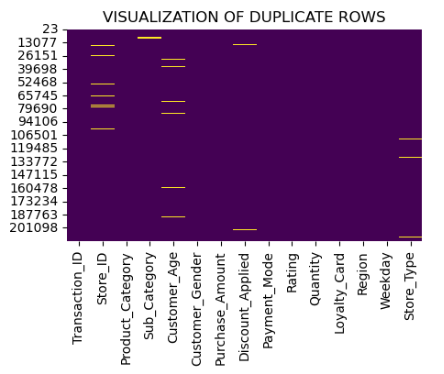 VISUALIZATION OF DUPLICATE ROWS
23
13077
26151
39698
52468
65745
79690
94106
106501
119485
133772
147115
160478
173234
187763
201098
Transaction_ID
Store_ID
Product_Category
Sub_Category
Customer_Age
Customer_Gender
Purchase_Amount
Discount_Applied
Payment_Mode
Rating
Quantity
Loyalty_Card
Region
Weekday
Store_Type